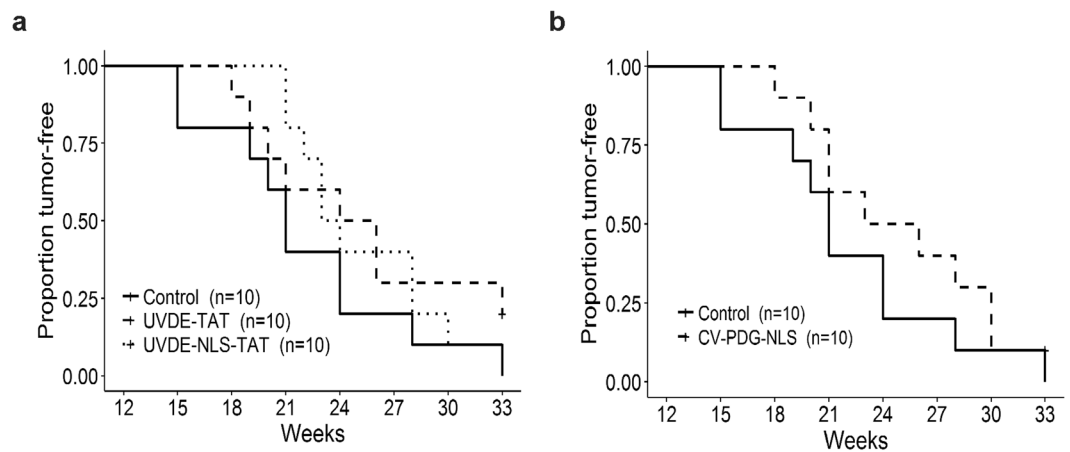 a
Proportion tumor-free
1.00
0.75
0.50
0.25
0.00
Control (n=10)
UVDE-TAT (n=10)
UVDE-NLS-TAT (n=10)
12 15 18 21 24 27 30 33
Weeks
b
Proportion tumor-free
1.00
0.75
0.50
0.25
0.00
Control (n=10)
CV-PDG-NLS (n=10)
12 15 18 21 24 27 30 33
Weeks